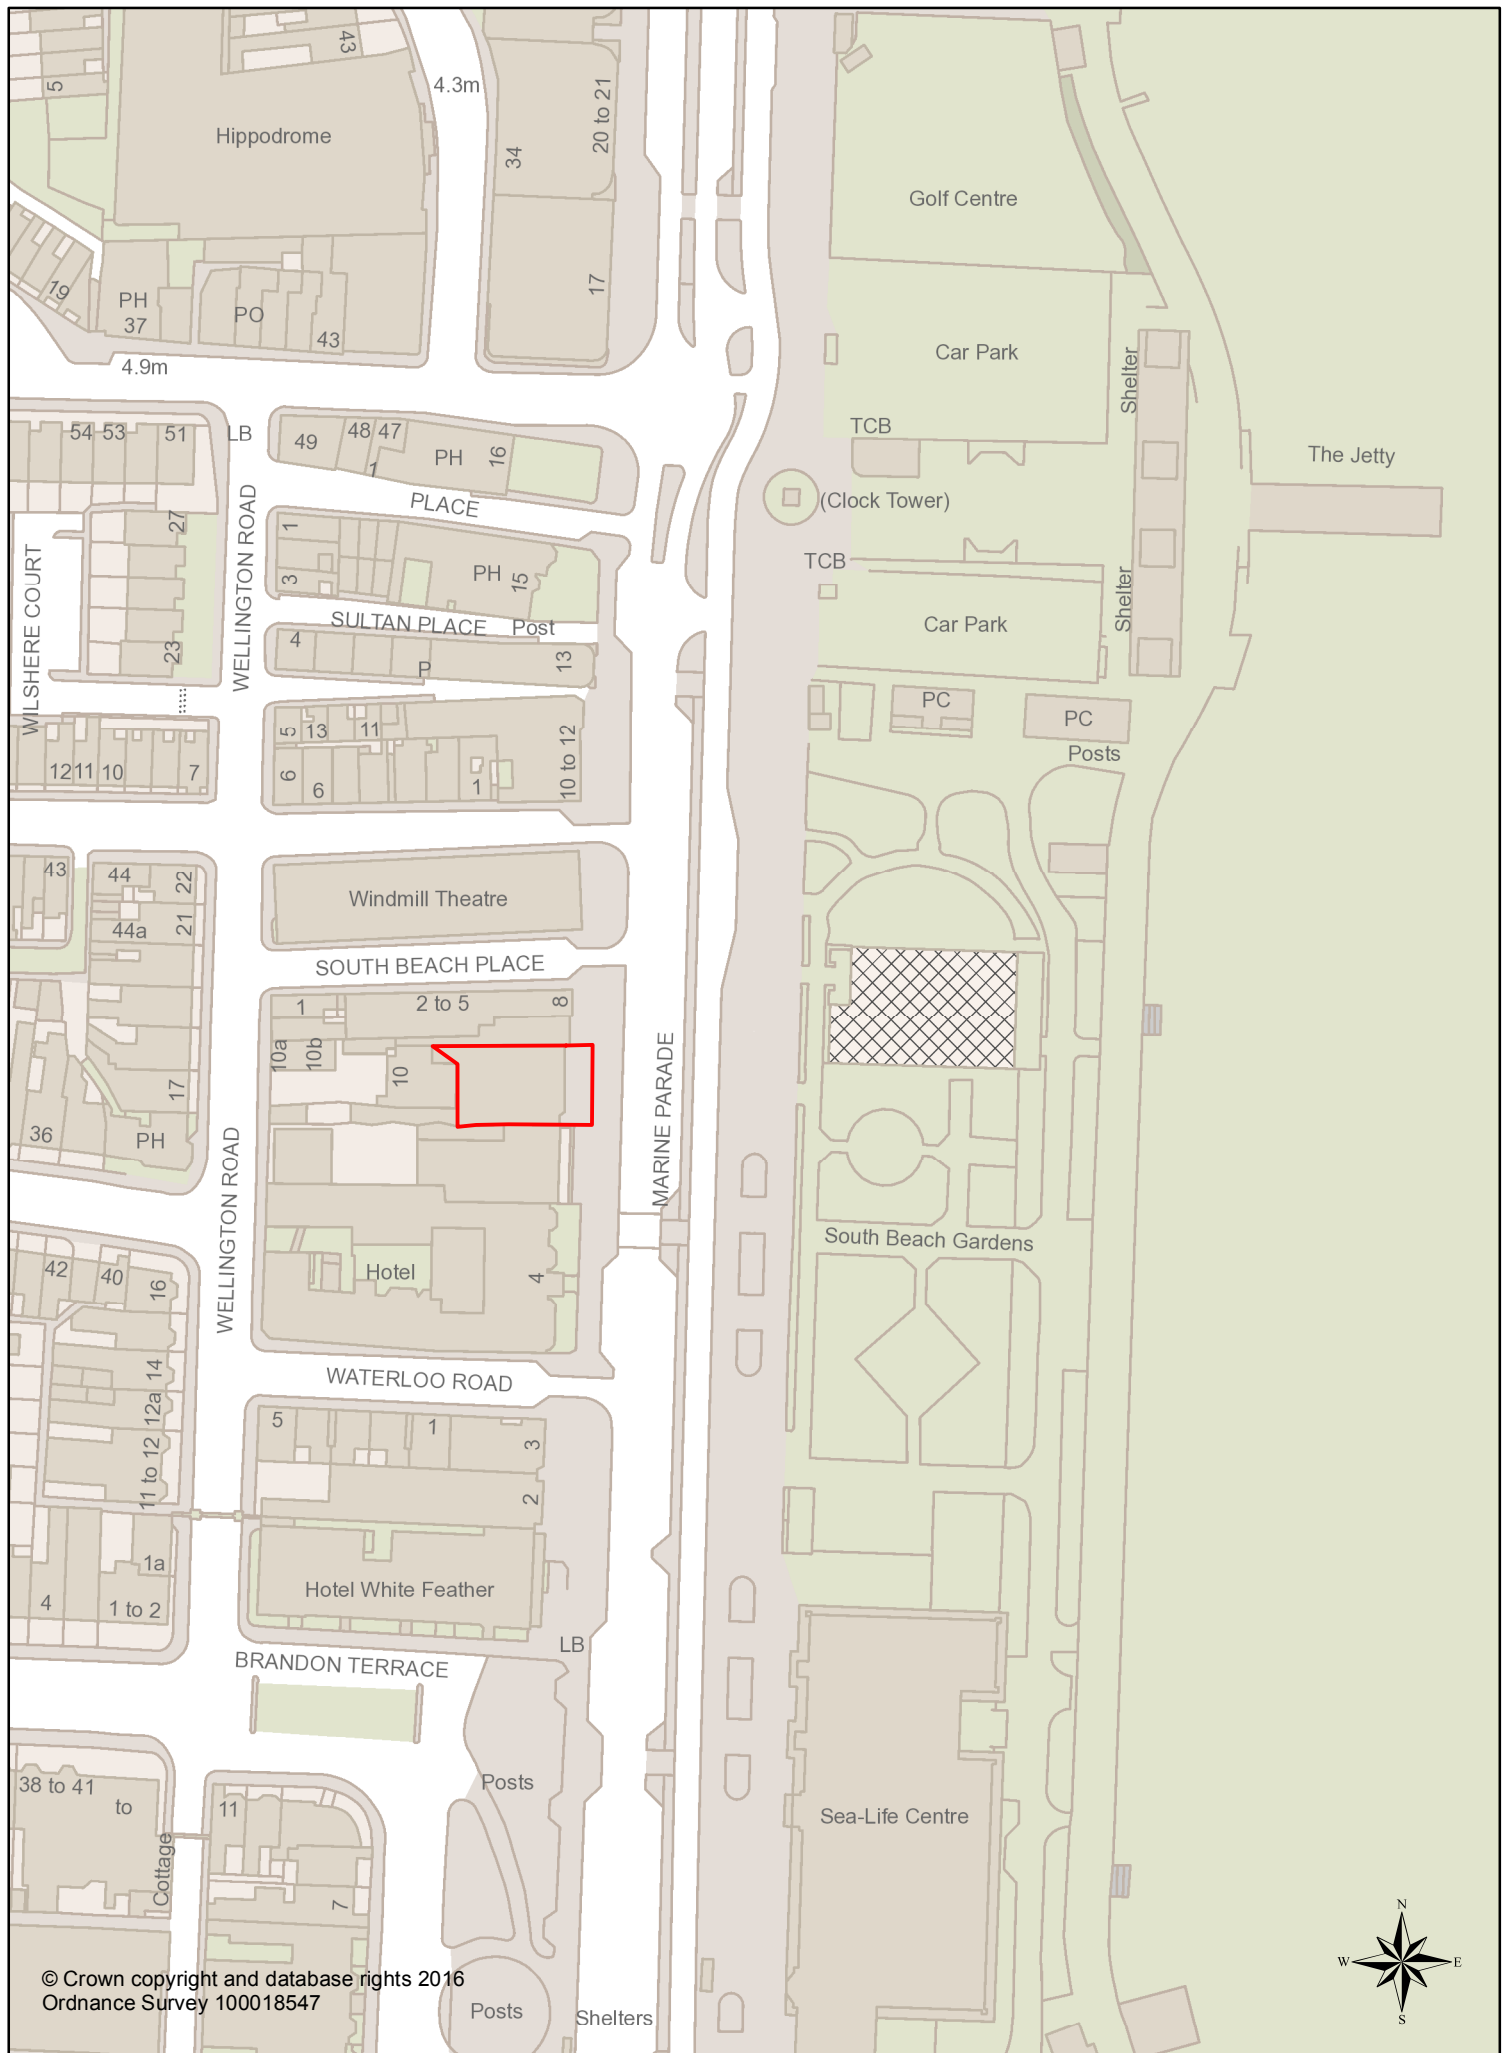 43
5
4.3m
20 to 21
Hippodrome
34
Golf Centre
17
19
PH
37
PO
43
4.9m
Car Park
Shelter
54 53 51
LB
49
48 47
1
PH
16
TCB
The Jetty
PLACE
(Clock Tower)
27
WELLINGTON ROAD
1
3
PH
15
TCB
WILSHERE COURT
23
SULTAN PLACE
Post
4
P
13
Car Park
Shelter
PC
PC
Posts
5
13
11
10 to 12
12 11 10
7
6
6
1
43
44
22
21
44a
Windmill Theatre
SOUTH BEACH PLACE
1
2 to 5
8
10a
10b
10
MARINE PARADE
17
36
PH
WELLINGTON ROAD
South Beach Gardens
42
40
16
Hotel
4
14
12a
11 to 12
WATERLOO ROAD
5
1
3
2
1a
4
1 to 2
Hotel White Feather
LB
BRANDON TERRACE
38 to 41
to
Cottage
11
7
Posts
Sea-Life Centre
N
W
E
S
© Crown copyright and database rights 2016
Ordnance Survey 100018547
Posts
Shelters